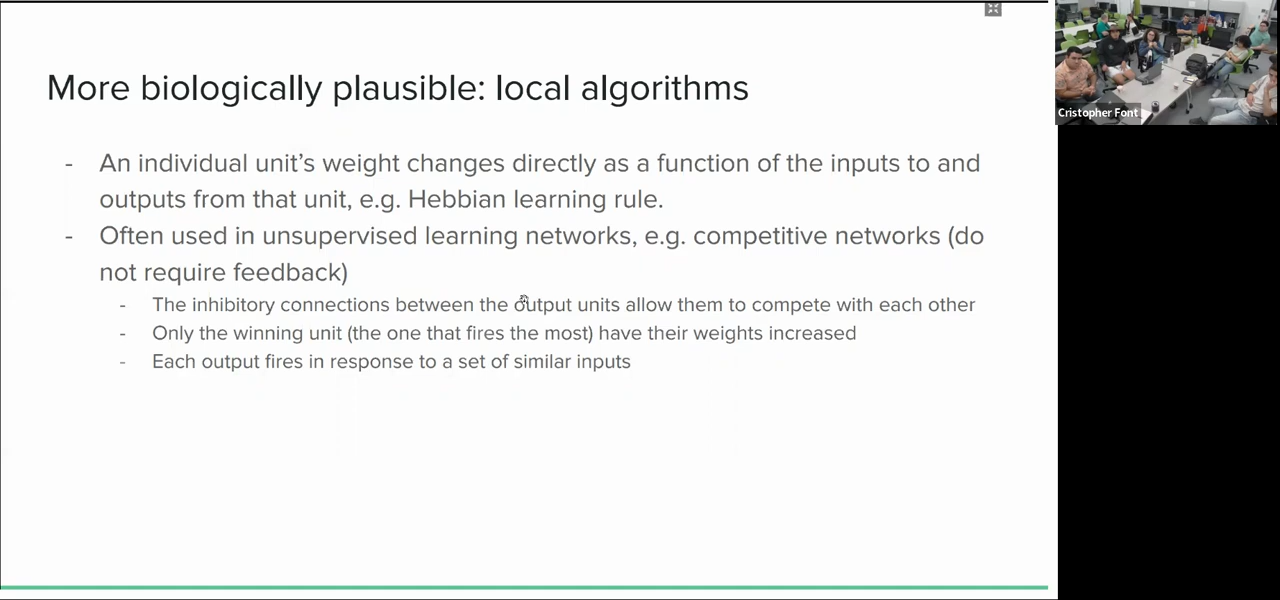 More biologically plausible: local algorithms
- An individual unit's weight changes directly as a function of the inputs to and
outputs from that unit, e.g. Hebbian learning rule.
- Often used in unsupervised learning networks, e.g. competitive networks (do
not require feedback)
- The inhibitory connections between the output units allow them to compete with each other
- Only the winning unit (the one that fires the most) have their weights increased
- Each output fires in response to a set of similar inputs
Cristopher Font